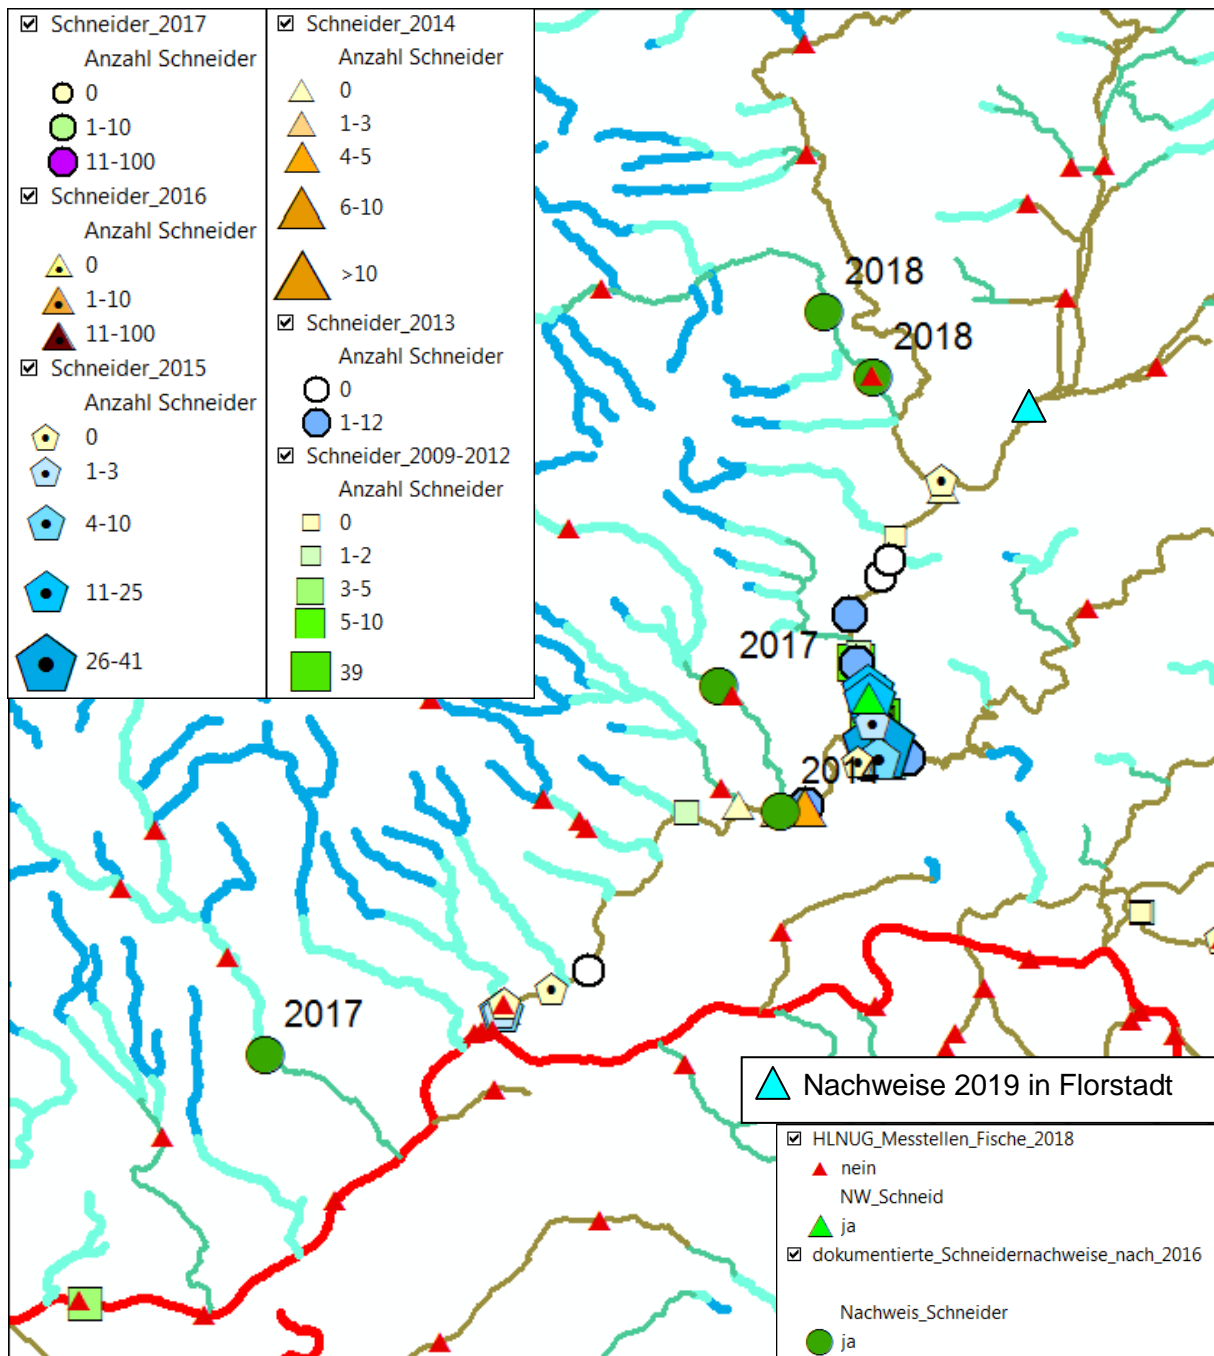 Schneider_2017
Anzahl Schneider
0
1-10
11-100
Schneider_2016
Anzahl Schneider
0
1-10
11-100
Schneider_2015
Anzahl Schneider
0
1-3
4-10
11-25
26-41
Schneider_2014
Anzahl Schneider
0
1-3
4-5
6-10
>10
Schneider_2013
Anzahl Schneider
0
1-12
Schneider_2009-2012
Anzahl Schneider
0
1-2
3-5
5-10
39
2018
2018
2017
2014
2017
Nachweise 2019 in Florstadt
HLNUG_Messtellen_Fische_2018
nein
NW_Schneid
ja
dokumentierte_Schneidernachweise_nach_2016
Nachweis_Schneider
ja